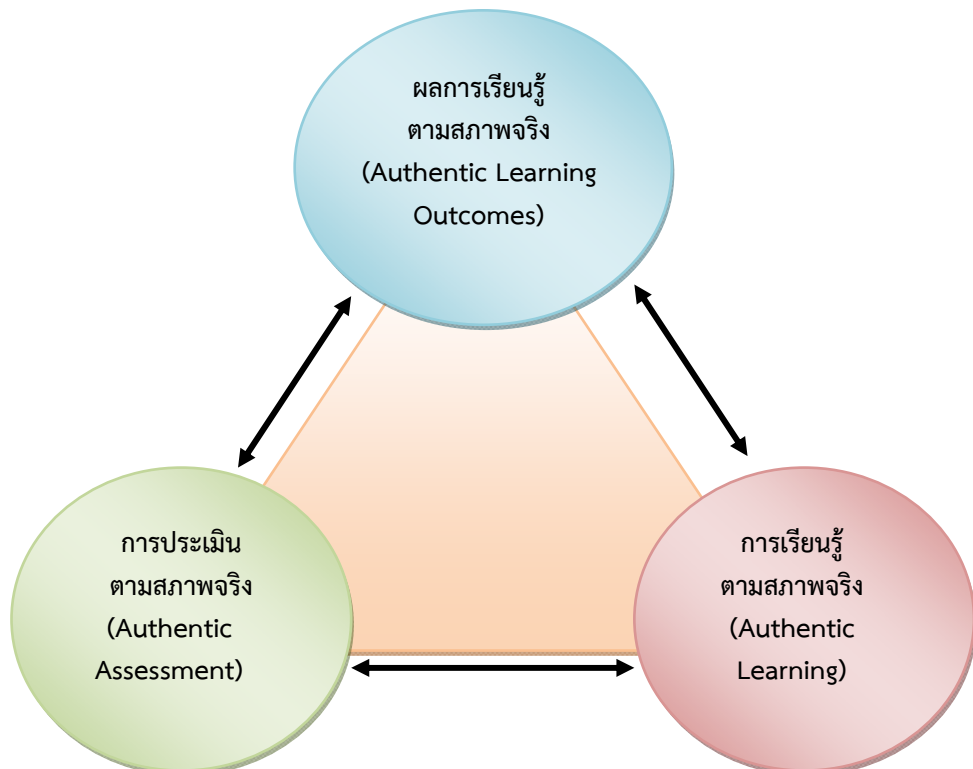 ผลการเรียนรู้
ตามสภาพจริง
(Authentic Learning
Outcomes)
การประเมิน
ตามสภาพจริง
(Authentic
Assessment)
การเรียนรู้
ตามสภาพจริง
(Authentic
Learning)